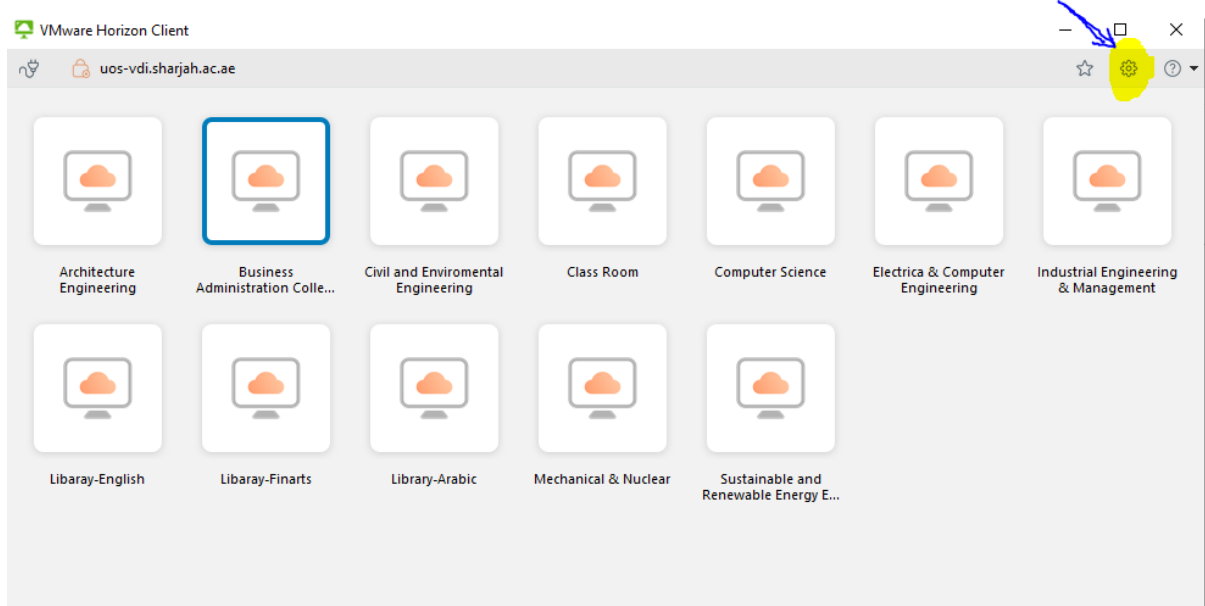 VMware Horizon Client
uos-vdi.sharjah.ac.ae
Architecture
Engineering
Business
Administration Colle...
Civil and Enviromental
Engineering
Class Room
Computer Science
Electrica & Computer
Engineering
Industrial Engineering
& Management
Libaray-English
Libaray-Finarts
Library-Arabic
Mechanical & Nuclear
Sustainable and
Renewable Energy E...